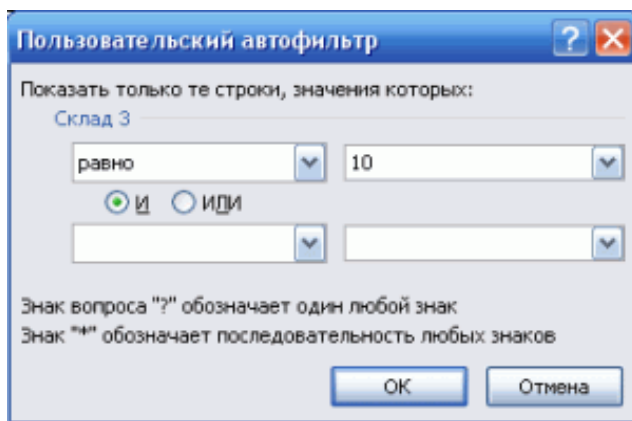 Пользовательский автофильтр
Показать только те строки, значения которых:
Склад 3
равно 10
И ИЛИ
Знак вопроса "?" обозначает один любой знак
Знак "*" обозначает последовательность любых знаков
ОК Отмена